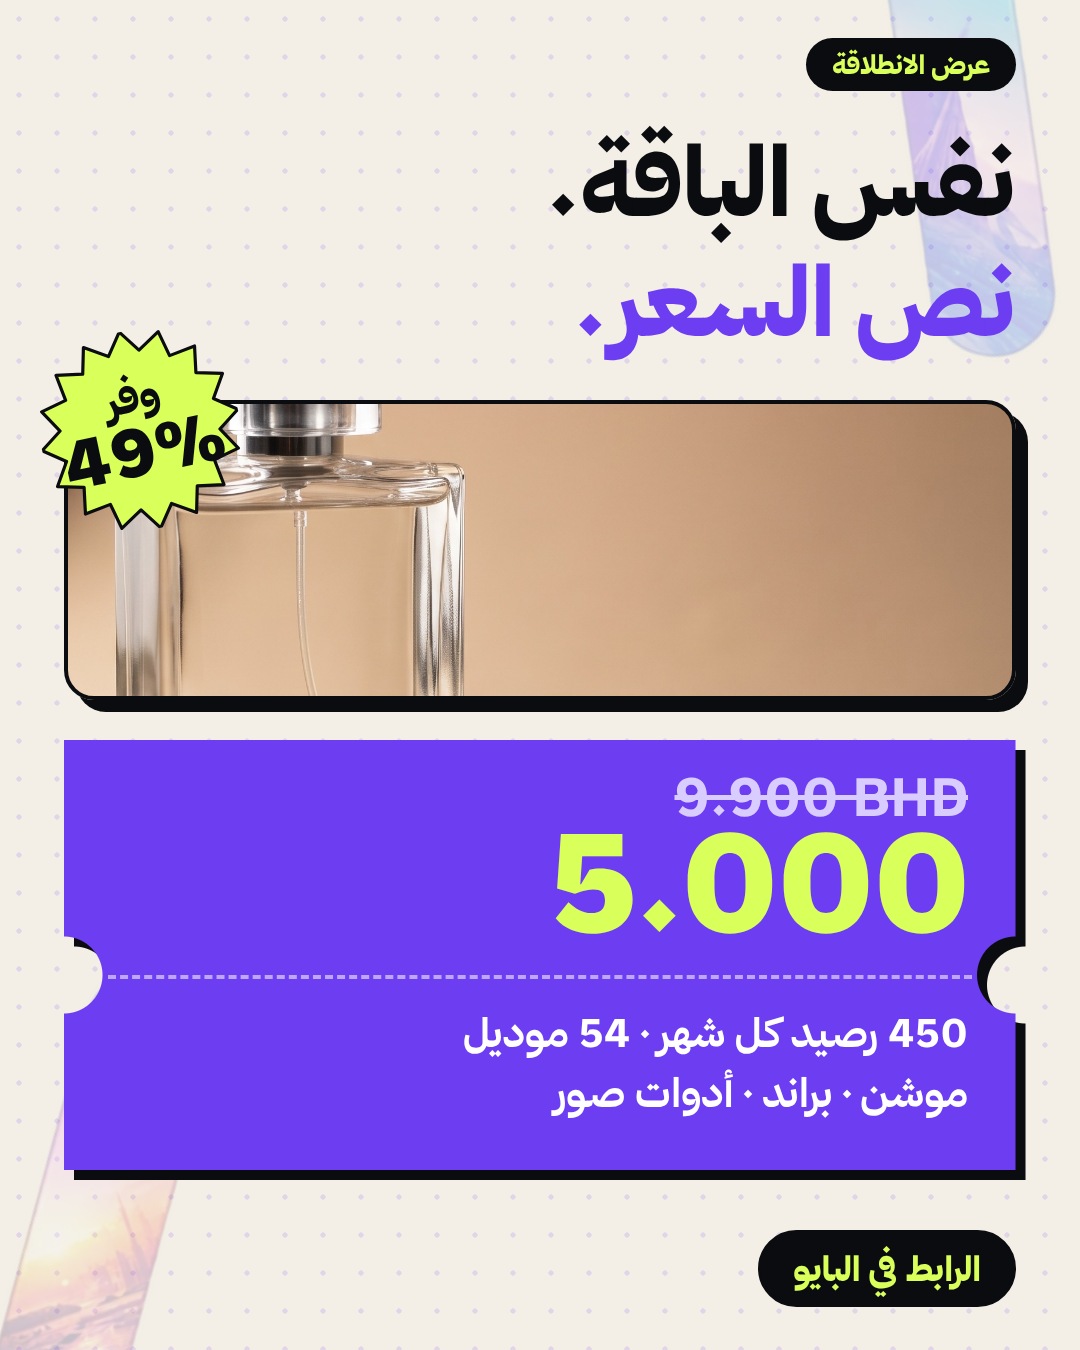 عرض الانطلاقة
نفس الباقة.
نص السعر.
وفر
49%
9.900 BHD
5.000
450 رصيد كل شهر · 54 موديل
موشن · براند · أدوات صور
الرابط في البايو